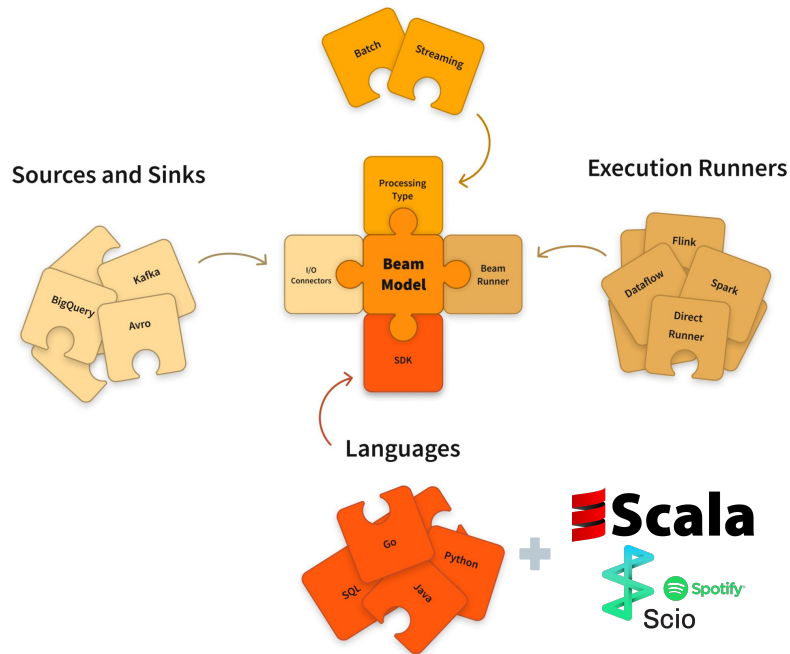 Batch
Streaming
Sources and Sinks
Execution Runners
Processing
Type
Kafka
BigQuery
Avro
I/O
Connectors
Beam
Model
Beam
Runner
Flink
Dataflow
Spark
Direct
Runner
SDK
Languages
Go
Python
SQL
Java
Scala
Spotify
Scio